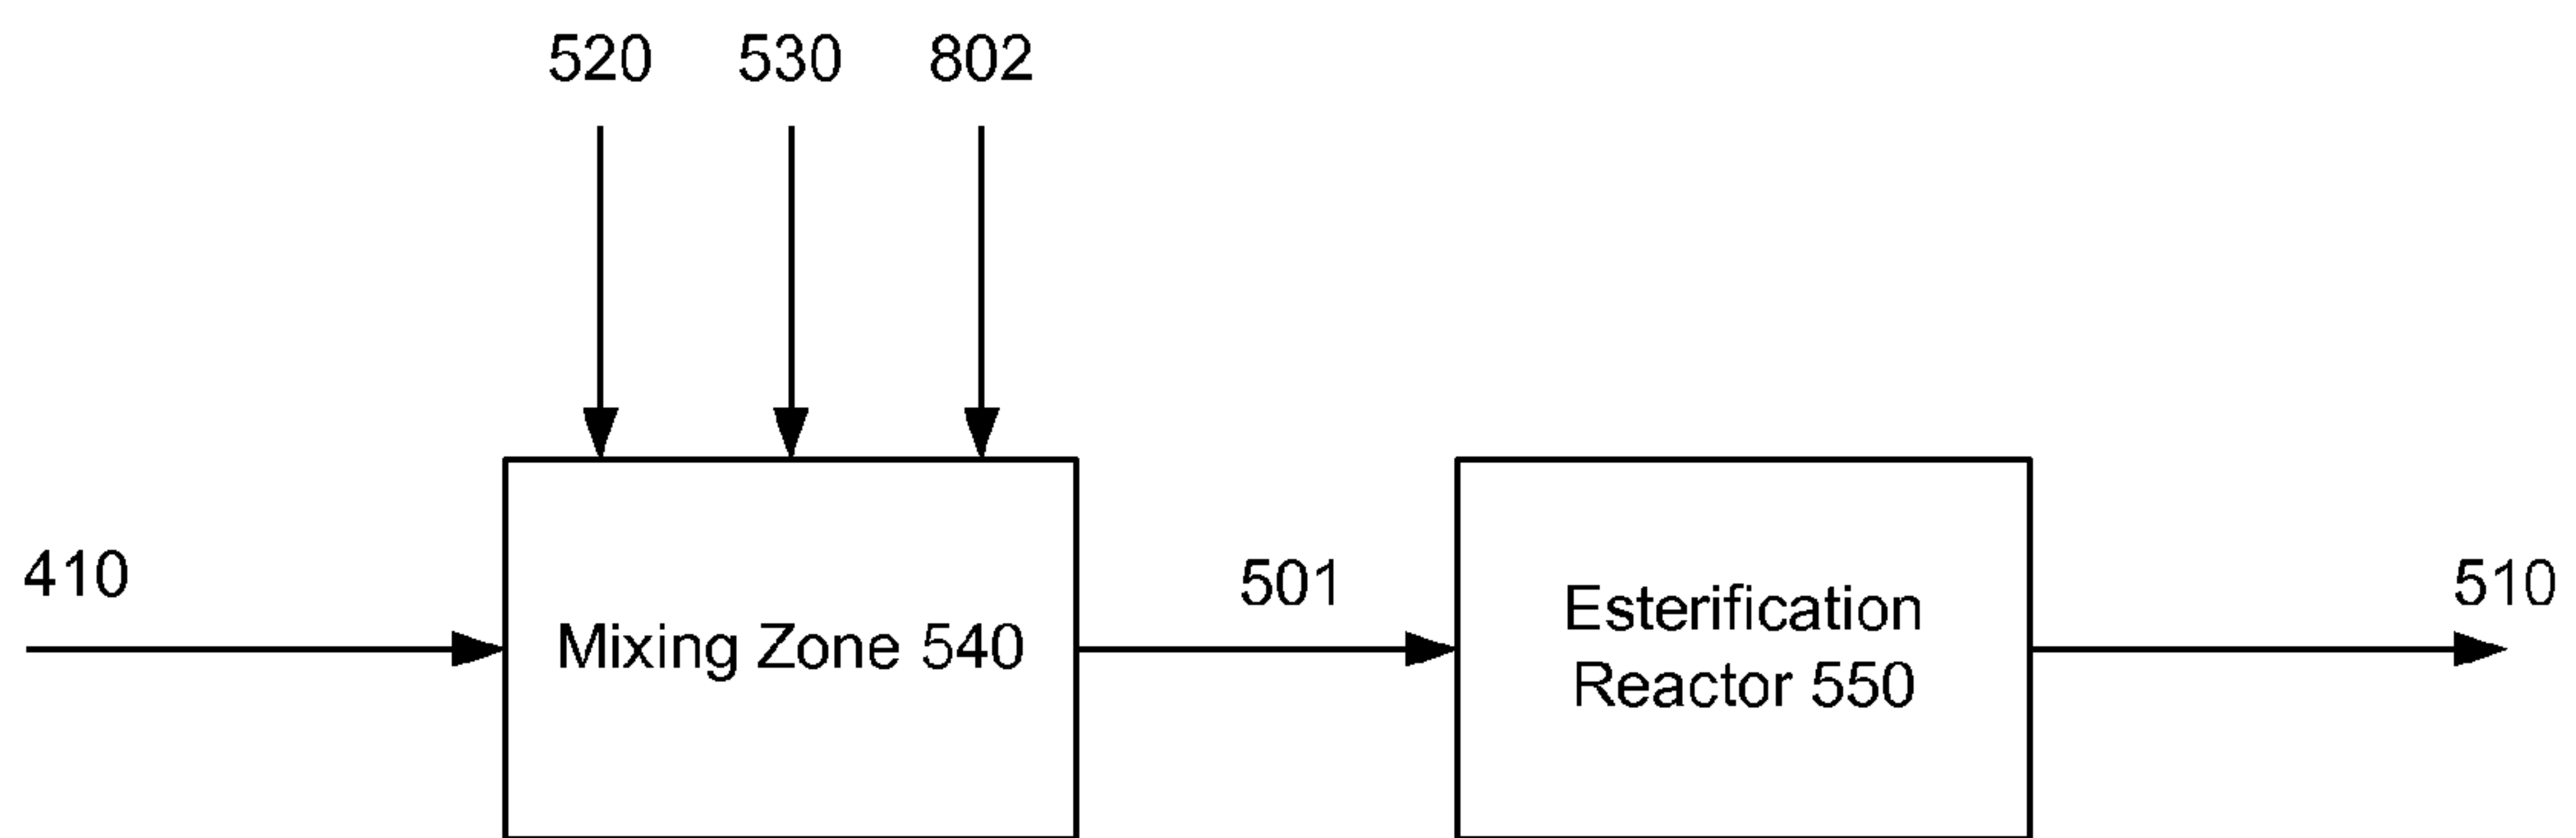 520 530 802
410
Mixing Zone 540
501
Esterification
Reactor 550
510